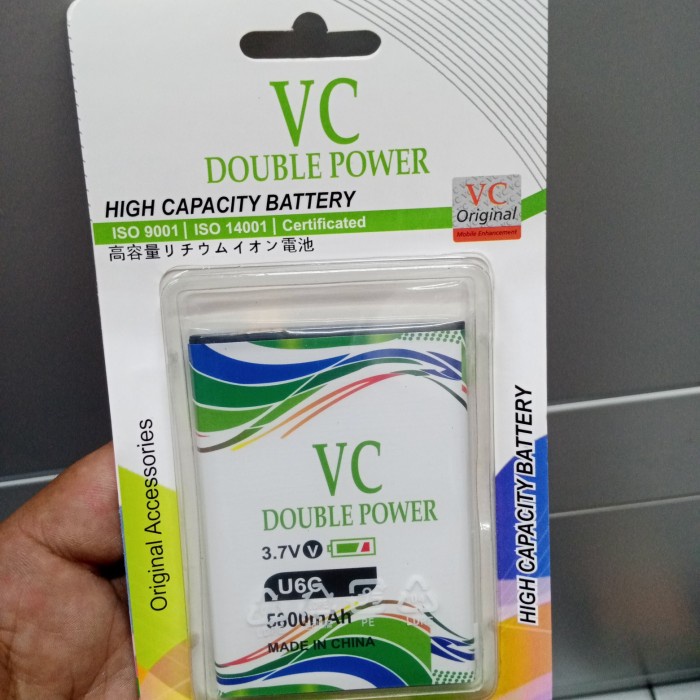 VC
DOUBLE POWER
HIGH CAPACITY BATTERY
ISO 9001 | ISO 14001 | Certificated
高容量リチウムイオン電池
VC
Original
Mobile Enhancement
VC
DOUBLE POWER
3.7V V
U6G
MADE IN CHINA
PE
Original Accessories
HIGH CAPACITY BATTERY